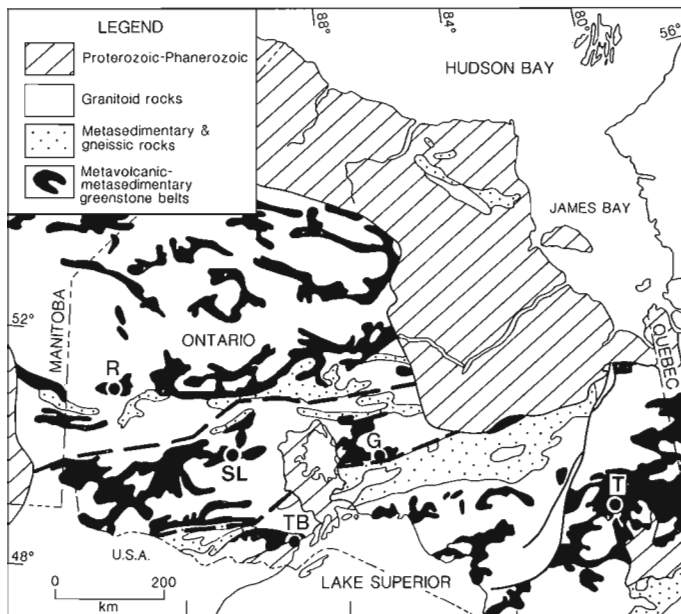 LEGEND
Proterozoic-Phanerozoic
Granitoid rocks
Metasedimentary &
gneissic rocks
Metavolcanic-
metasedimentary
greenstone belts
88°
84°
80°
56°
HUDSON BAY
JAMES BAY
52°
MANITOBA
ONTARIO
QUEBEC
R
G
SL
T
TB
48°
U.S.A.
LAKE SUPERIOR
0 200
km